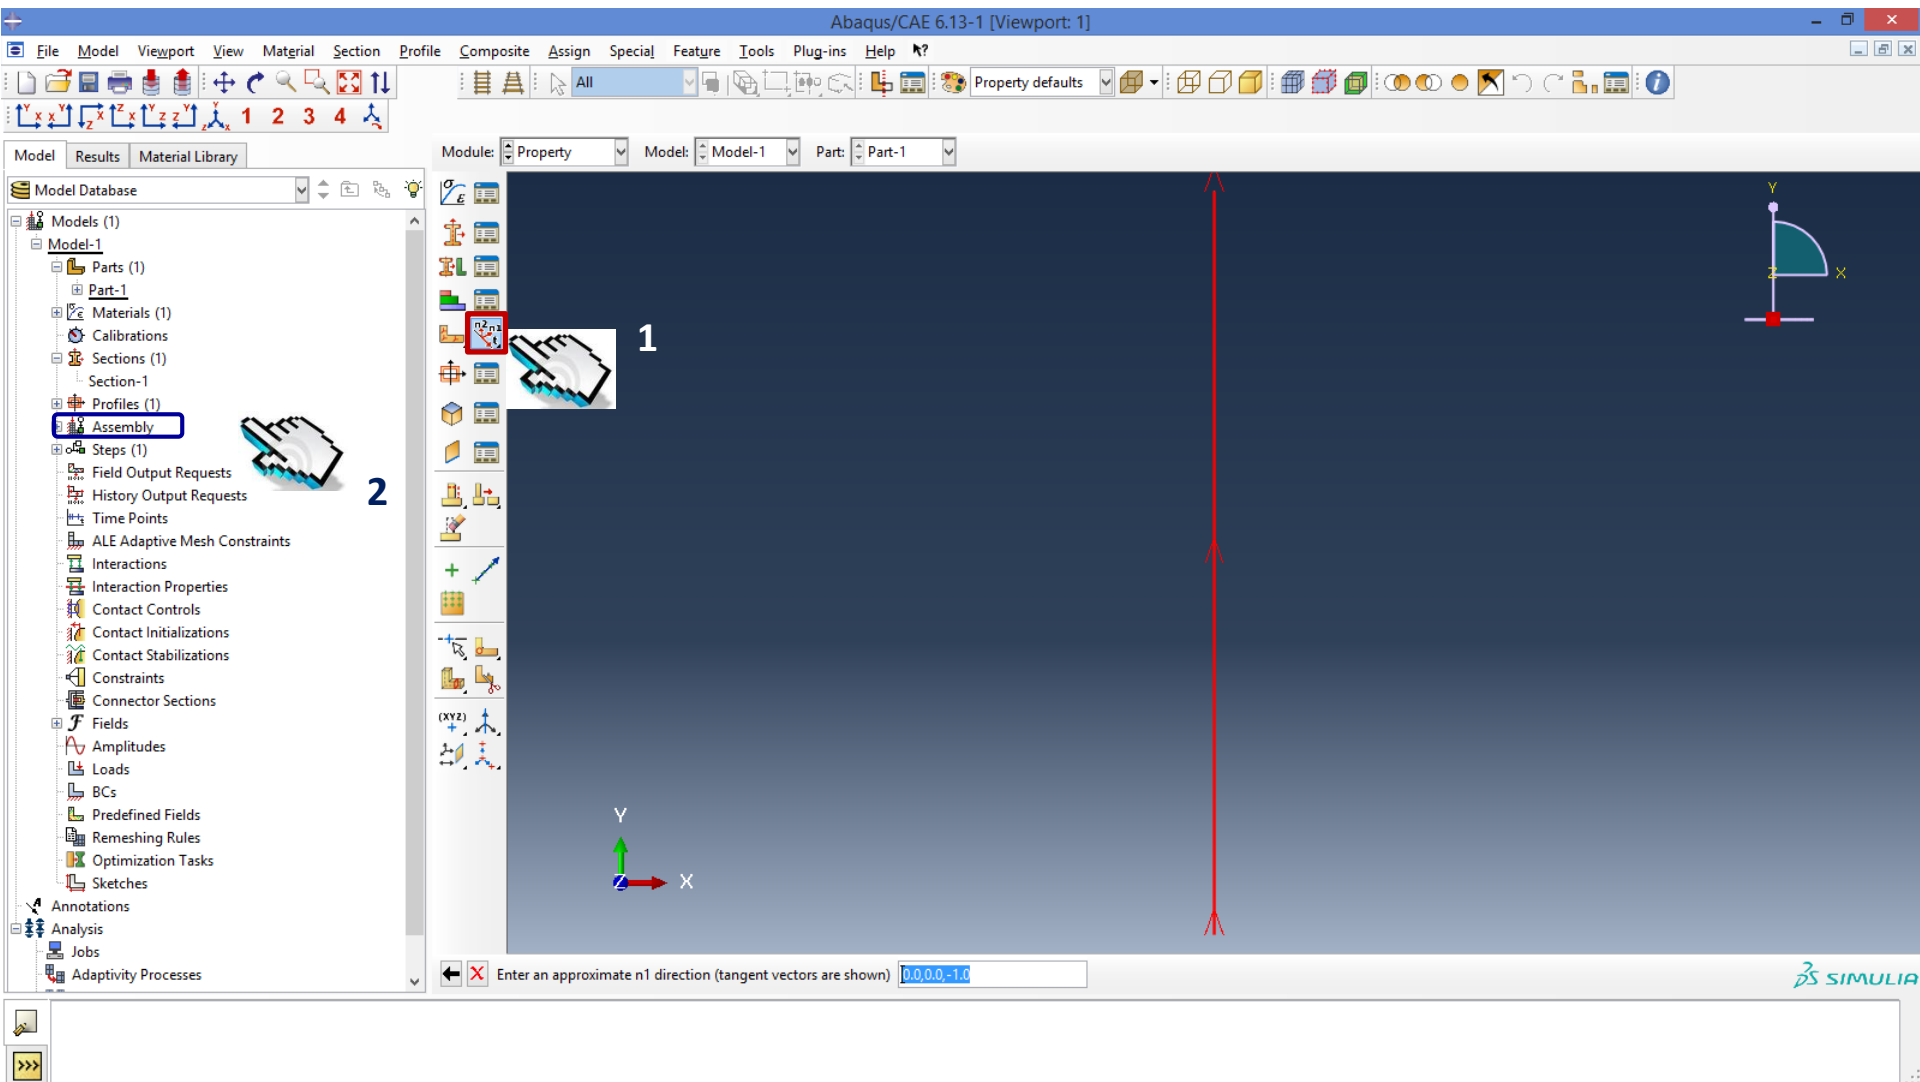 Abaqus/CAE 6.13-1 [Viewport: 1]
File Model Viewport View Material Section Profile Composite Assign Special Feature Tools Plug-ins Help
All
Property defaults
1 2 3 4
Model Results Material Library
Module: Property Model: Model-1 Part: Part-1
Model Database
Models (1)
Model-1
Parts (1)
Part-1
Materials (1)
Calibrations
Sections (1)
Section-1
Profiles (1)
Assembly
Steps (1)
Field Output Requests
History Output Requests
Time Points
ALE Adaptive Mesh Constraints
Interactions
Interaction Properties
Contact Controls
Contact Initializations
Contact Stabilizations
Constraints
Connector Sections
Fields
Amplitudes
Loads
BCs
Predefined Fields
Remeshing Rules
Optimization Tasks
Sketches
Annotations
Analysis
Jobs
Adaptivity Processes
n2 n1
t
(XYZ)
1
2
Y
Z X
Y
Z X
Enter an approximate n1 direction (tangent vectors are shown) 0.0,0.0,-1.0
SIMULIA
>>>